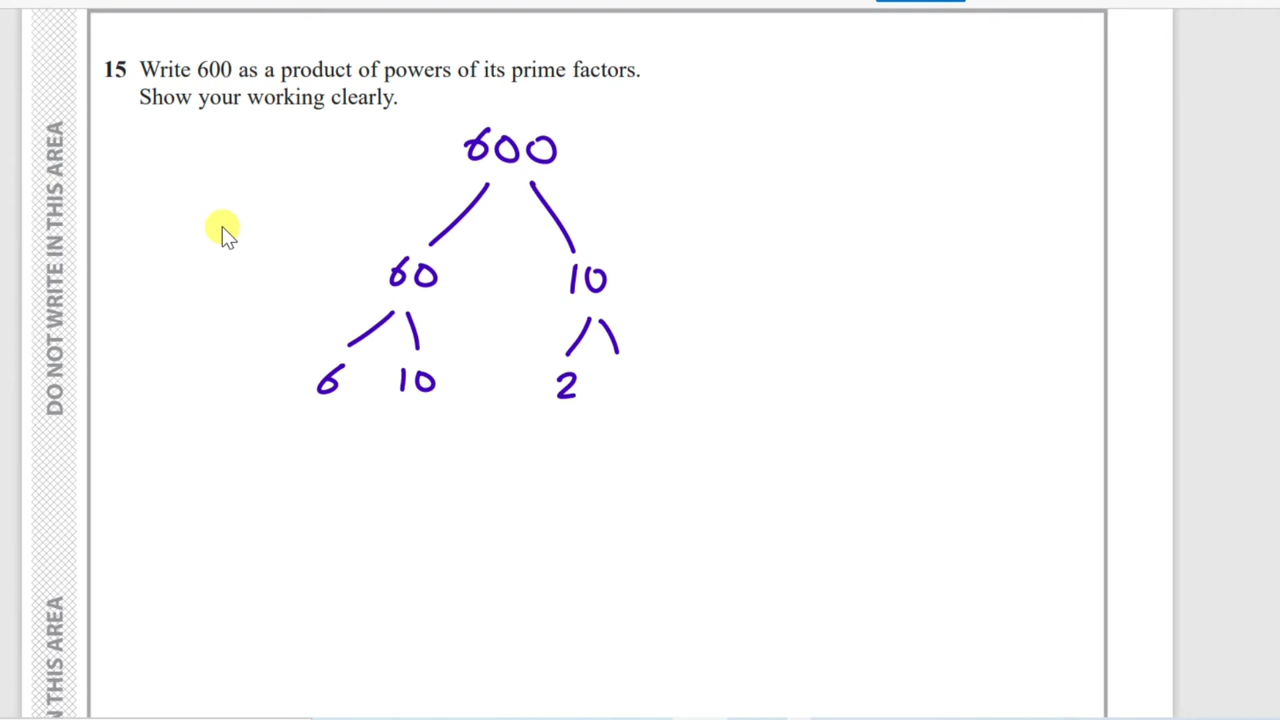 15 Write 600 as a product of powers of its prime factors.
Show your working clearly.
600
60 10
6 10 2
DO NOT WRITE IN THIS AREA
N THIS AREA